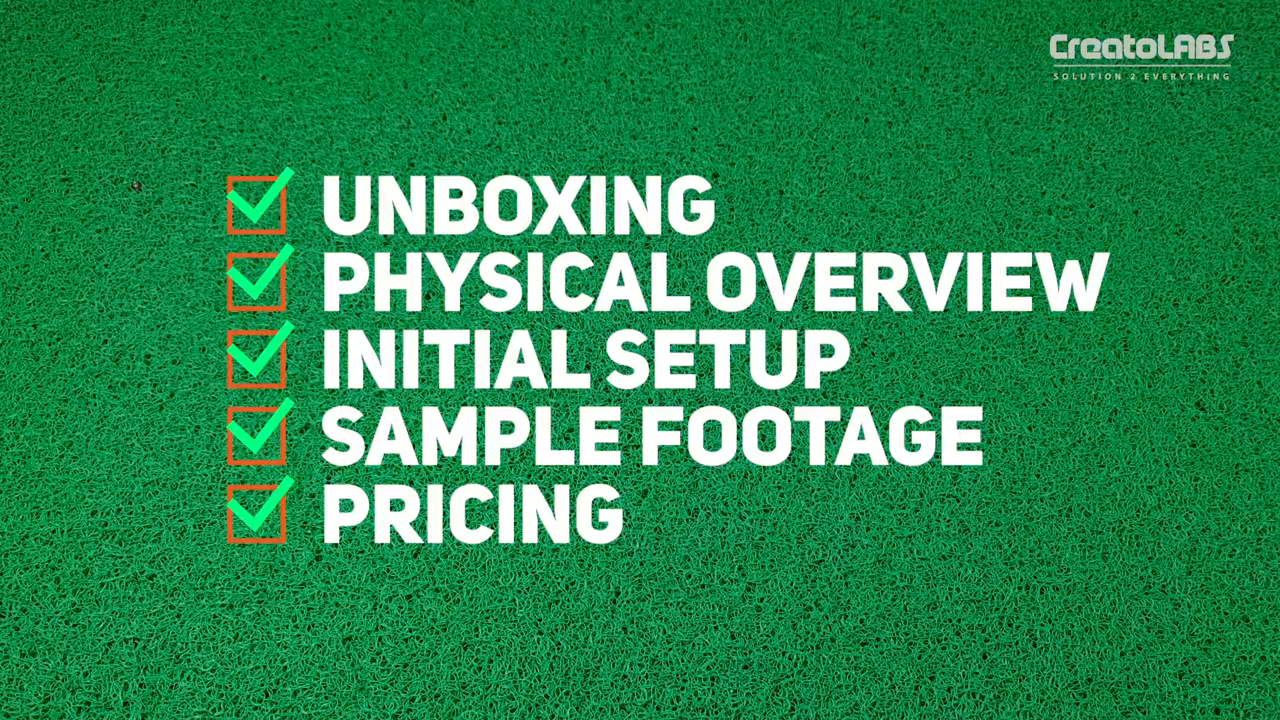 CreatoLABS
SOLUTION 2 EVERYTHING
UNBOXING
PHYSICAL OVERVIEW
INITIAL SETUP
SAMPLE FOOTAGE
PRICING